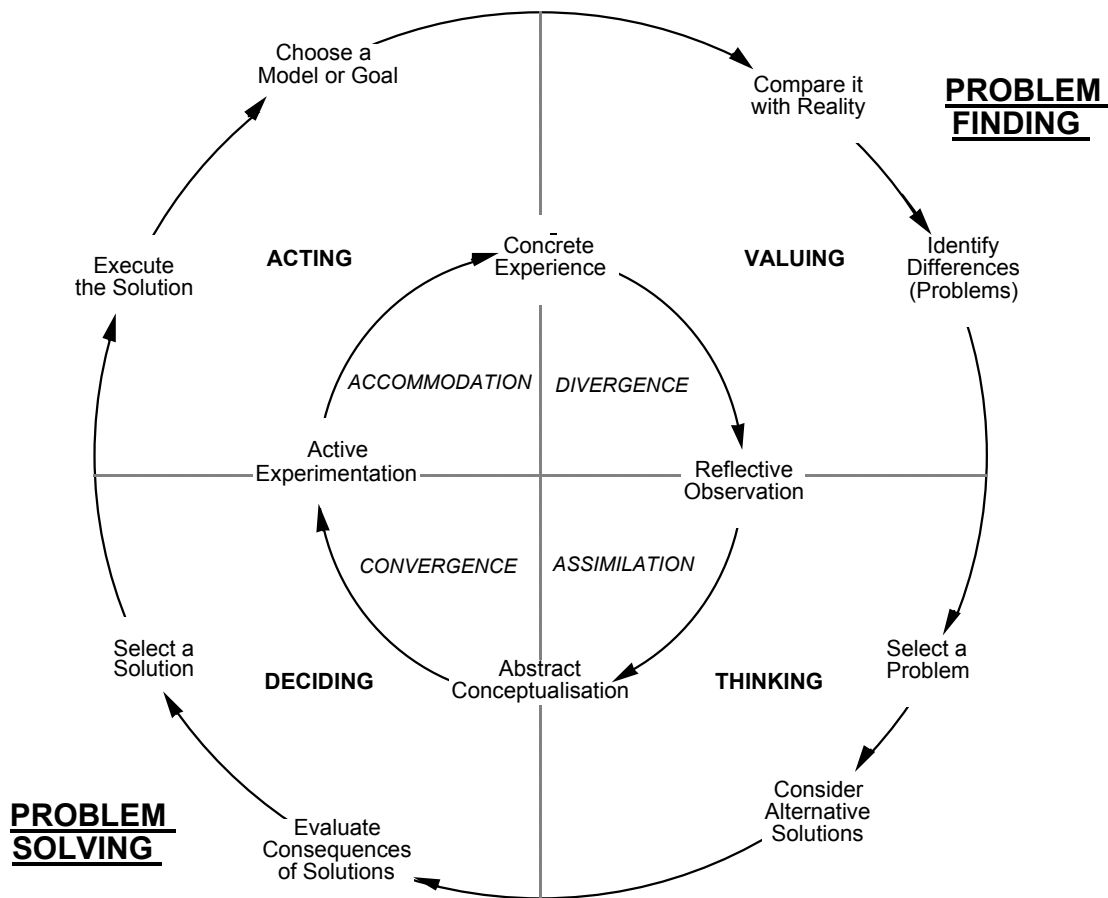 Choose a
Model or Goal
Compare it
with Reality
PROBLEM
FINDING
Execute
the Solution
ACTING
Concrete
Experience
VALUING
Identify
Differences
(Problems)
ACCOMMODATION
DIVERGENCE
Active
Experimentation
Reflective
Observation
CONVERGENCE
ASSIMILATION
Select a
Solution
DECIDING
Abstract
Conceptualisation
THINKING
Select a
Problem
PROBLEM
SOLVING
Evaluate
Consequences
of Solutions
Consider
Alternative
Solutions